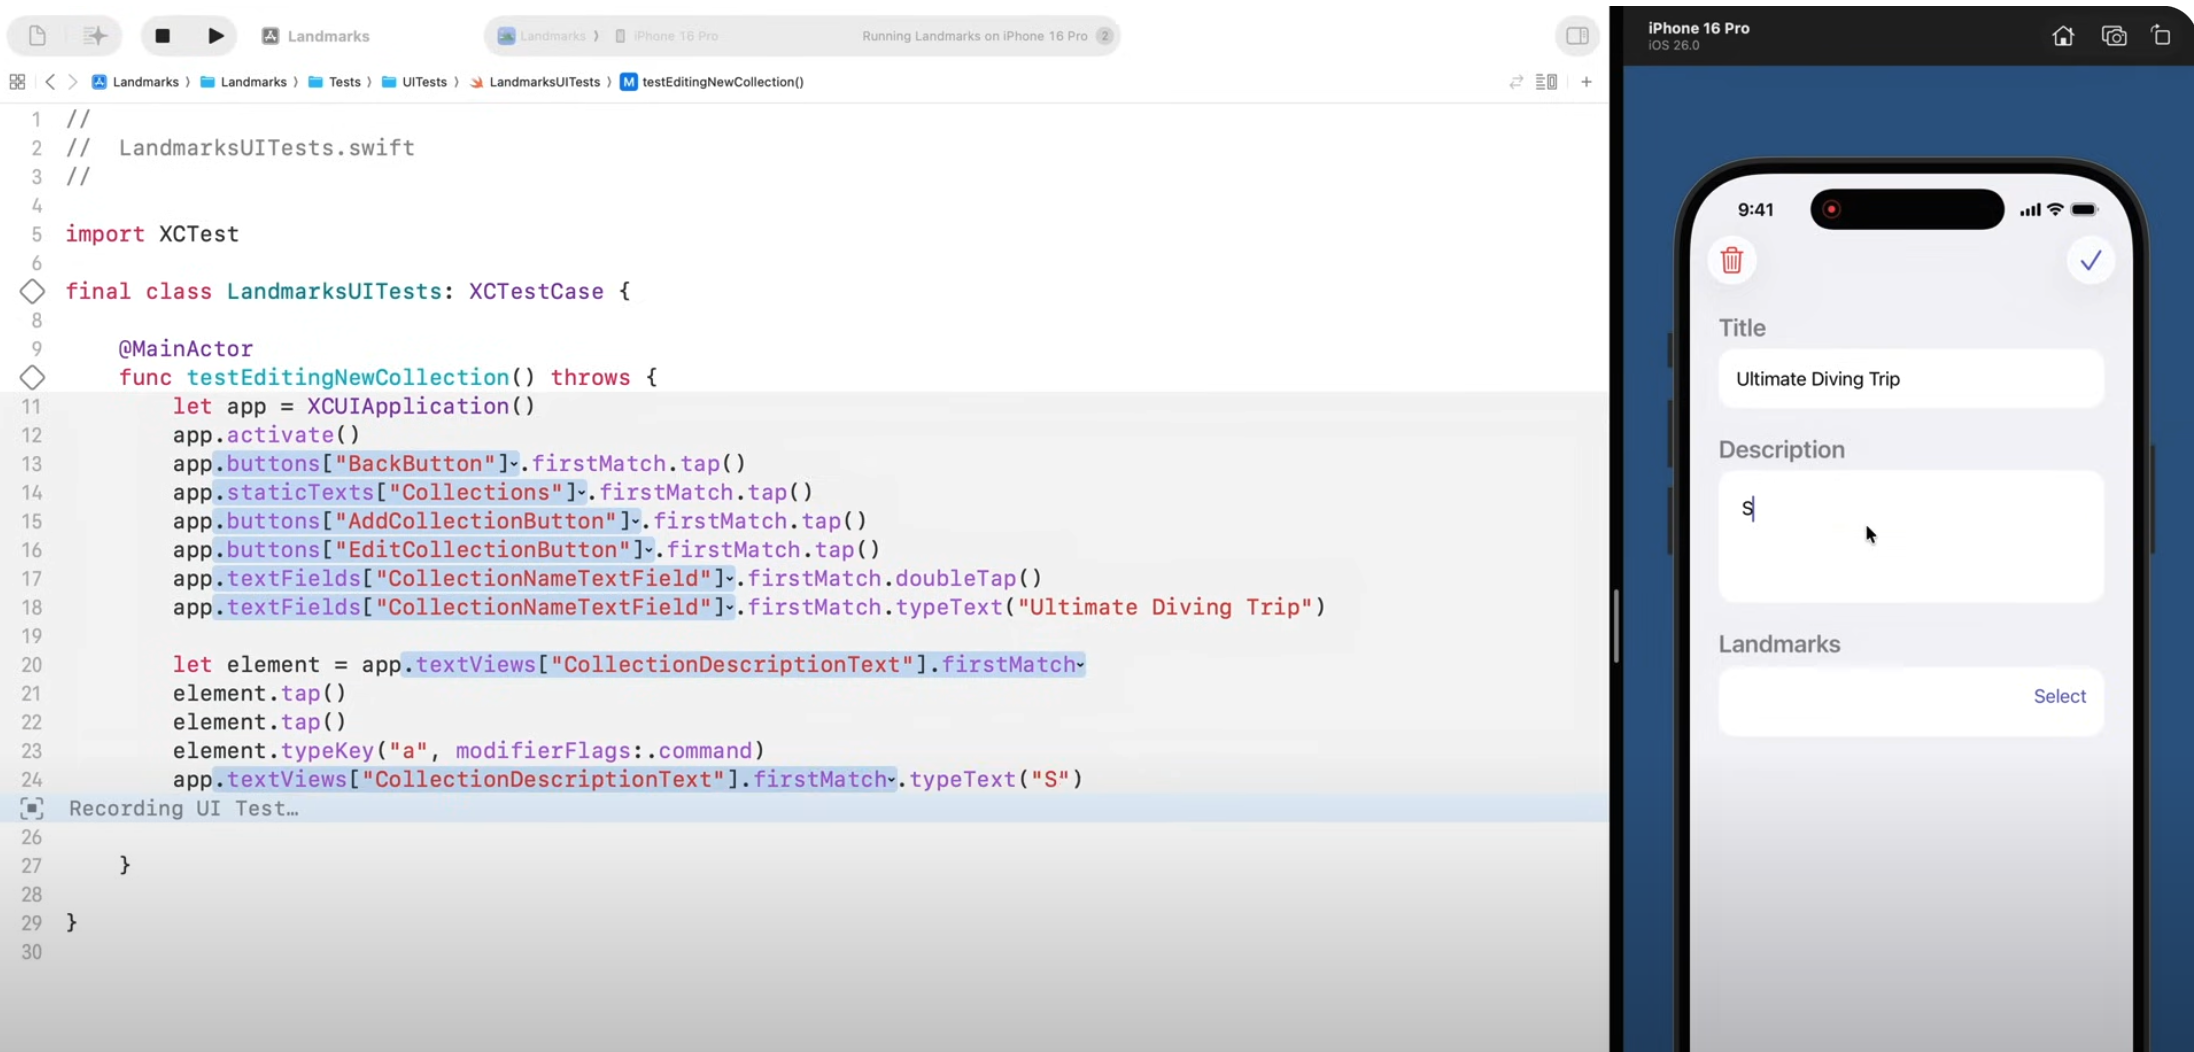 Landmarks
Landmarks 〉 iPhone 16 Pro
Running Landmarks on iPhone 16 Pro 2
Landmarks 〉 Landmarks 〉 Tests 〉 UITests 〉 LandmarksUITests 〉 M testEditingNewCollection()
1 //
2 // LandmarksUITests.swift
3 //
4
5 import XCTest
6
final class LandmarksUITests: XCTestCase {
8
9 @MainActor
func testEditingNewCollection() throws {
11 let app = XCUIApplication()
12 app.activate()
13 app.buttons["BackButton"].firstMatch.tap()
14 app.staticTexts["Collections"].firstMatch.tap()
15 app.buttons["AddCollectionButton"].firstMatch.tap()
16 app.buttons["EditCollectionButton"].firstMatch.tap()
17 app.textFields["CollectionNameTextField"].firstMatch.doubleTap()
18 app.textFields["CollectionNameTextField"].firstMatch.typeText("Ultimate Diving Trip")
19
20 let element = app.textViews["CollectionDescriptionText"].firstMatch
21 element.tap()
22 element.tap()
23 element.typeKey("a", modifierFlags:.command)
24 app.textViews["CollectionDescriptionText"].firstMatch.typeText("S")
Recording UI Test…
26
27 }
28
29 }
30
iPhone 16 Pro
iOS 26.0
9:41
Title
Ultimate Diving Trip
Description
S
Landmarks
Select